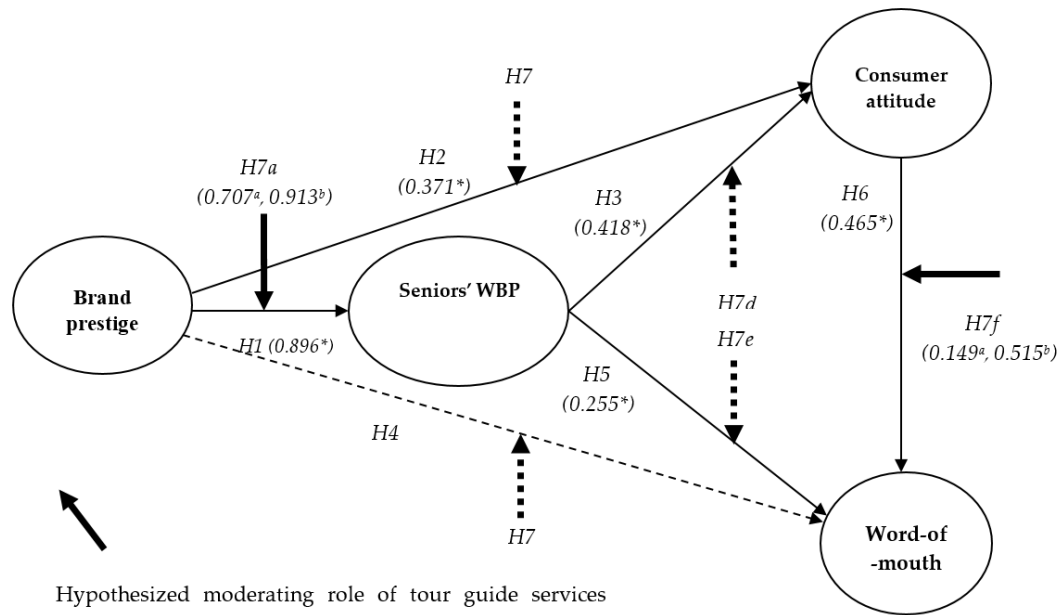 H7
Consumer
attitude
H7a
(0.707ᵃ, 0.913ᵇ)
H2
(0.371*)
H3
(0.418*)
H6
(0.465*)
Brand
prestige
Seniors' WBP
H1 (0.896*)
H7d
H7e
H7f
(0.149ᵃ, 0.515ᵇ)
H5
(0.255*)
H4
H7
Word-of
-mouth
Hypothesized moderating role of tour guide services